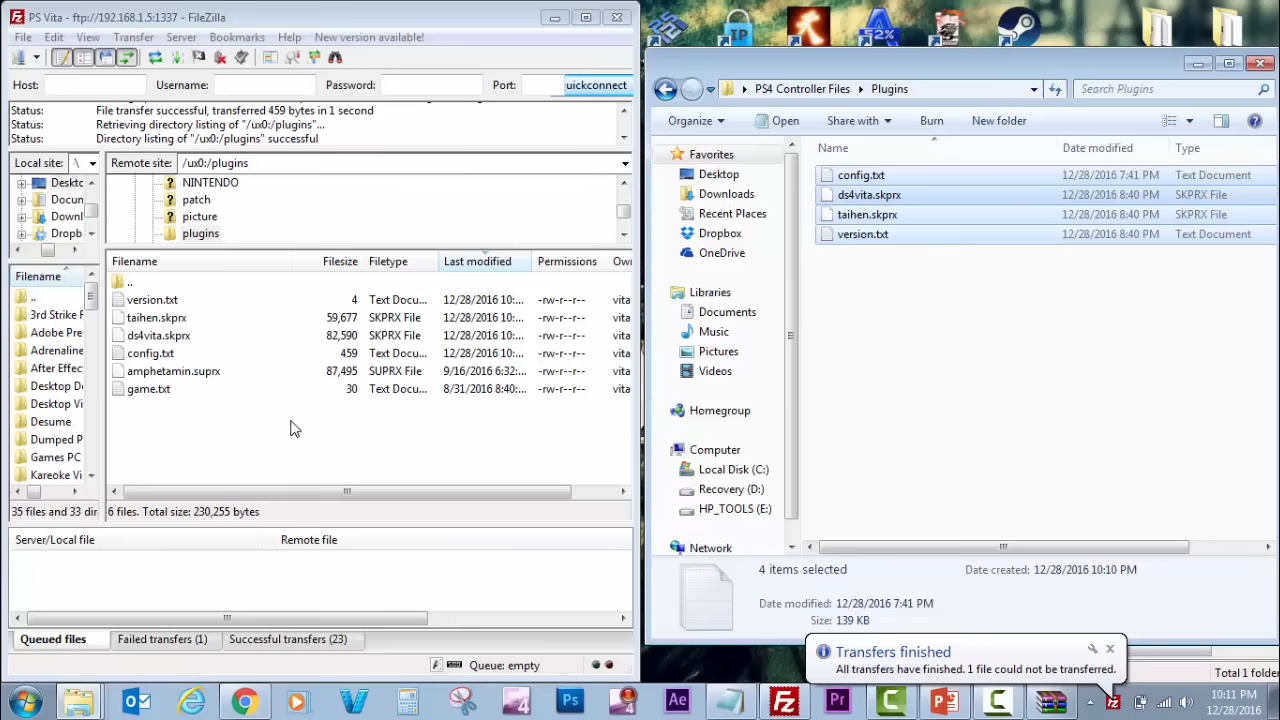 PS Vita - ftp://192.168.1.5:1337 - FileZilla
File Edit View Transfer Server Bookmarks Help New version available!
Host: Username: Password: Port: uickconnect
Status: File transfer successful, transferred 459 bytes in 1 second
Status: Retrieving directory listing of "/ux0:/plugins"...
Status: Directory listing of "/ux0:/plugins" successful
Local site: \ Remote site: /ux0:/plugins
Deskto
Docun
Downl
Dropb
NINTENDO
patch
picture
plugins
Filename
..
3rd Strike F
Adobe Pre
Adrenaline
After Effec
Desktop De
Desktop Vi
Desume
Dumped P
Games PC
Kareoke Vi
35 files and 33 dir
Filename Filesize Filetype Last modified Permissions Ow
..
version.txt 4 Text Docu... 12/28/2016 10:... -rw-r--r-- vita
taihen.skprx 59,677 SKPRX File 12/28/2016 10:... -rw-r--r-- vita
ds4vita.skprx 82,590 SKPRX File 12/28/2016 10:... -rw-r--r-- vita
config.txt 459 Text Docu... 12/28/2016 10:... -rw-r--r-- vita
amphetamin.suprx 87,495 SUPRX File 9/16/2016 6:32:... -rw-r--r-- vita
game.txt 30 Text Docu... 8/31/2016 8:40:... -rw-r--r-- vita
6 files. Total size: 230,255 bytes
Server/Local file Remote file
Queued files Failed transfers (1) Successful transfers (23)
Queue: empty
IP
52%
PS4 Controller Files Plugins
Search Plugins
Organize Open Share with Burn New folder
Favorites
Desktop
Downloads
Recent Places
Dropbox
OneDrive
Libraries
Documents
Music
Pictures
Videos
Homegroup
Computer
Local Disk (C:)
Recovery (D:)
HP_TOOLS (E:)
Network
Name Date modified Type
config.txt 12/28/2016 7:41 PM Text Document
ds4vita.skprx 12/28/2016 8:40 PM SKPRX File
taihen.skprx 12/28/2016 8:40 PM SKPRX File
version.txt 12/28/2016 8:40 PM Text Document
4 items selected Date created: 12/28/2016 10:10 PM
Date modified: 12/28/2016 7:41 PM
Size: 139 KB
Transfers finished
All transfers have finished. 1 file could not be transferred.
Total 1 folder
4 Ps 4 Ae Fz Pr C P C Fz
10:11 PM
12/28/2016